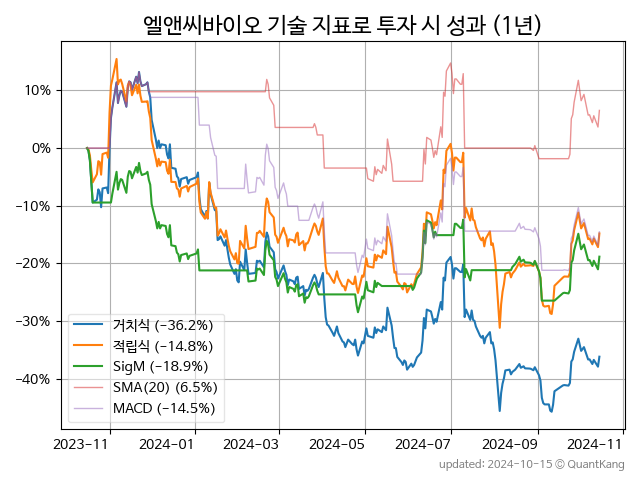 엘앤씨바이오 기술 지표로 투자 시 성과 (1년)
10%
0%
−10%
−20%
−30%
−40%
거치식 (−36.2%)
적립식 (−14.8%)
SigM (−18.9%)
SMA(20) (6.5%)
MACD (−14.5%)
2023−11 2024−01 2024−03 2024−05 2024−07 2024−09 2024−11
updated: 2024-10-15 © QuantKang